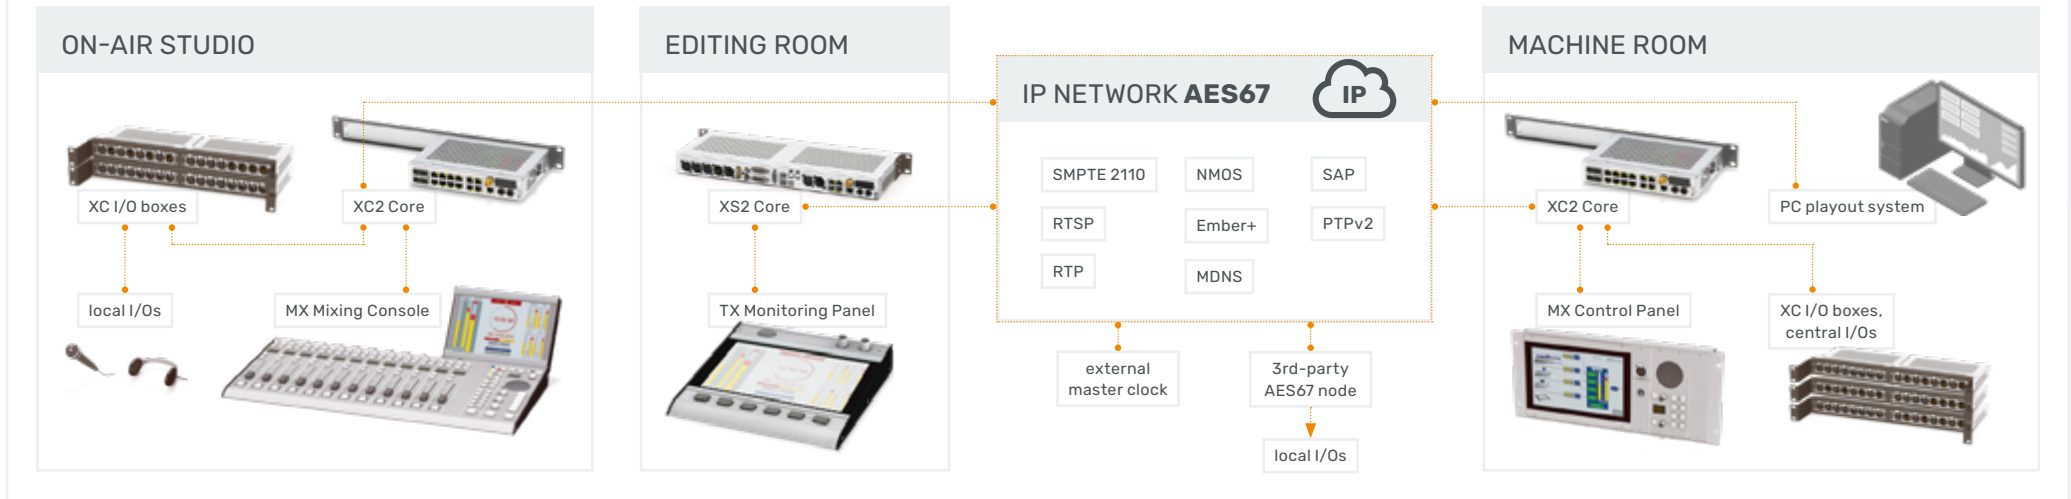 ON-AIR STUDIO
XC I/O boxes
XC2 Core
local I/Os
MX Mixing Console
EDITING ROOM
XS2 Core
TX Monitoring Panel
IP NETWORK AES67
IP
SMPTE 2110
NMOS
SAP
RTSP
Ember+
PTPv2
RTP
MDNS
external
master clock
3rd-party
AES67 node
local I/Os
MACHINE ROOM
XC2 Core
PC playout system
MX Control Panel
XC I/O boxes,
central I/Os